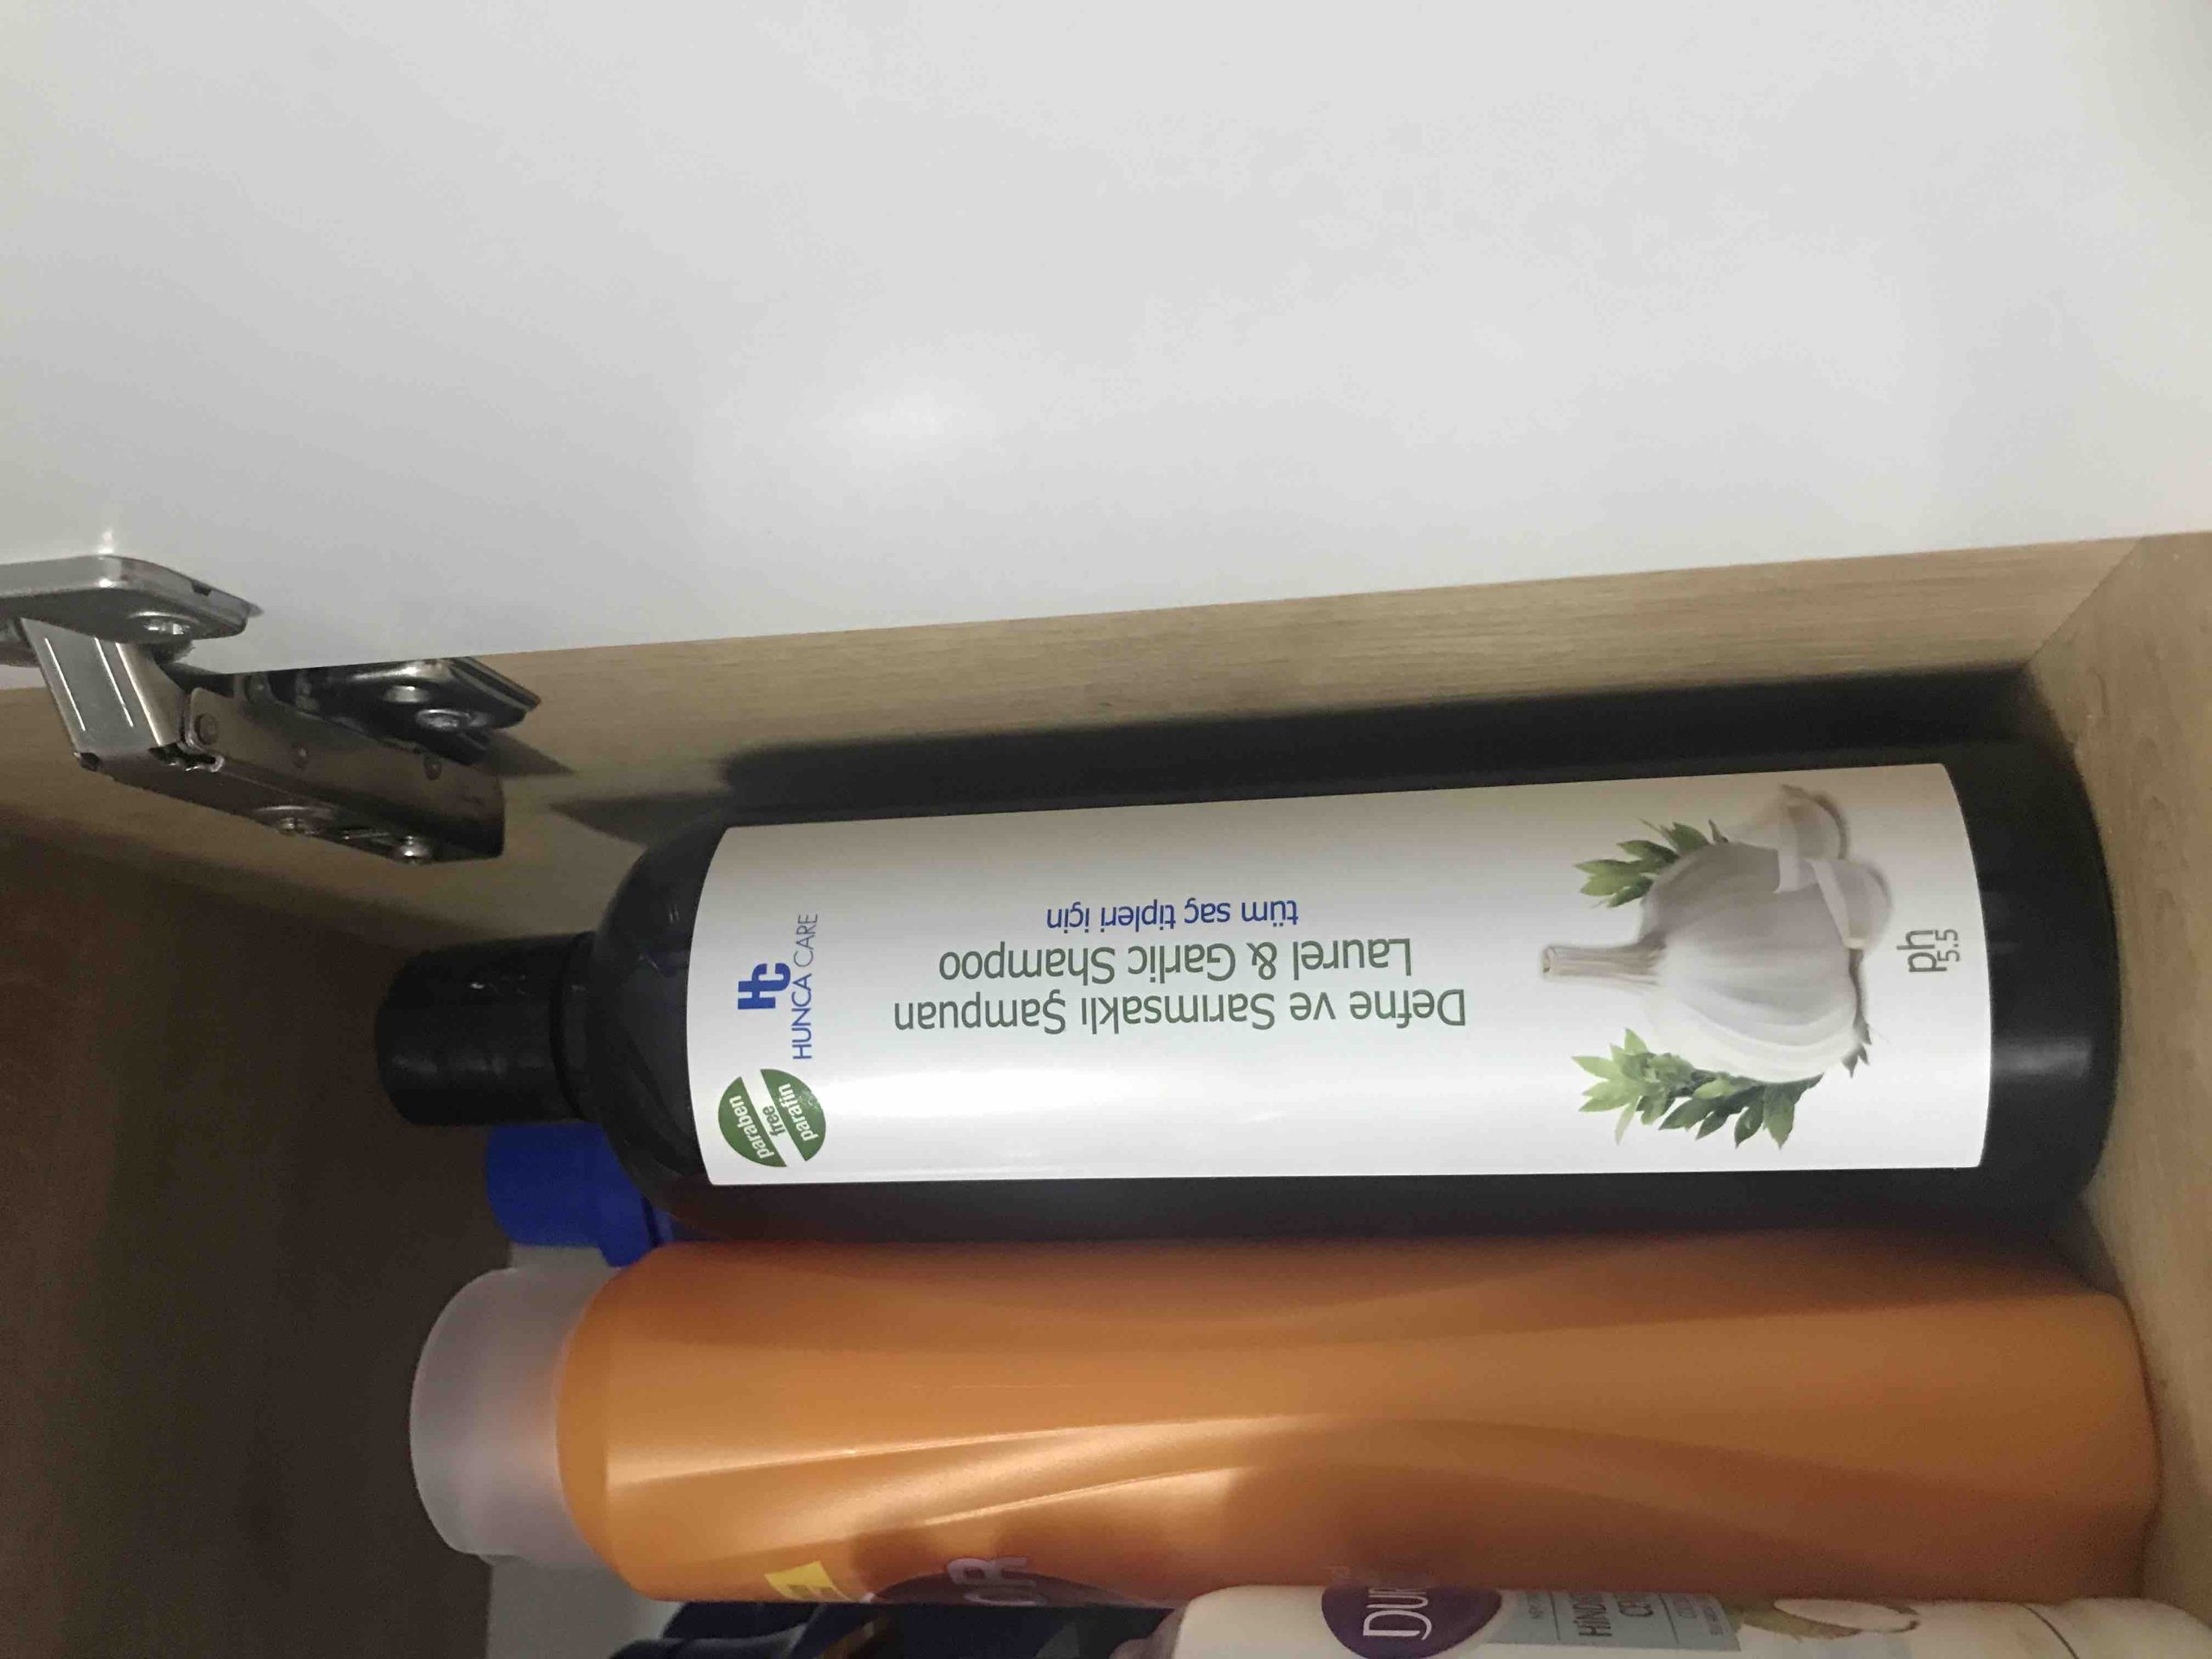 HC
HUNCA CARE
paraben
free
parafin
Defne ve Sarımsaklı Şampuan
Laurel & Garlic Shampoo
tüm saç tipleri için
ph
5.5